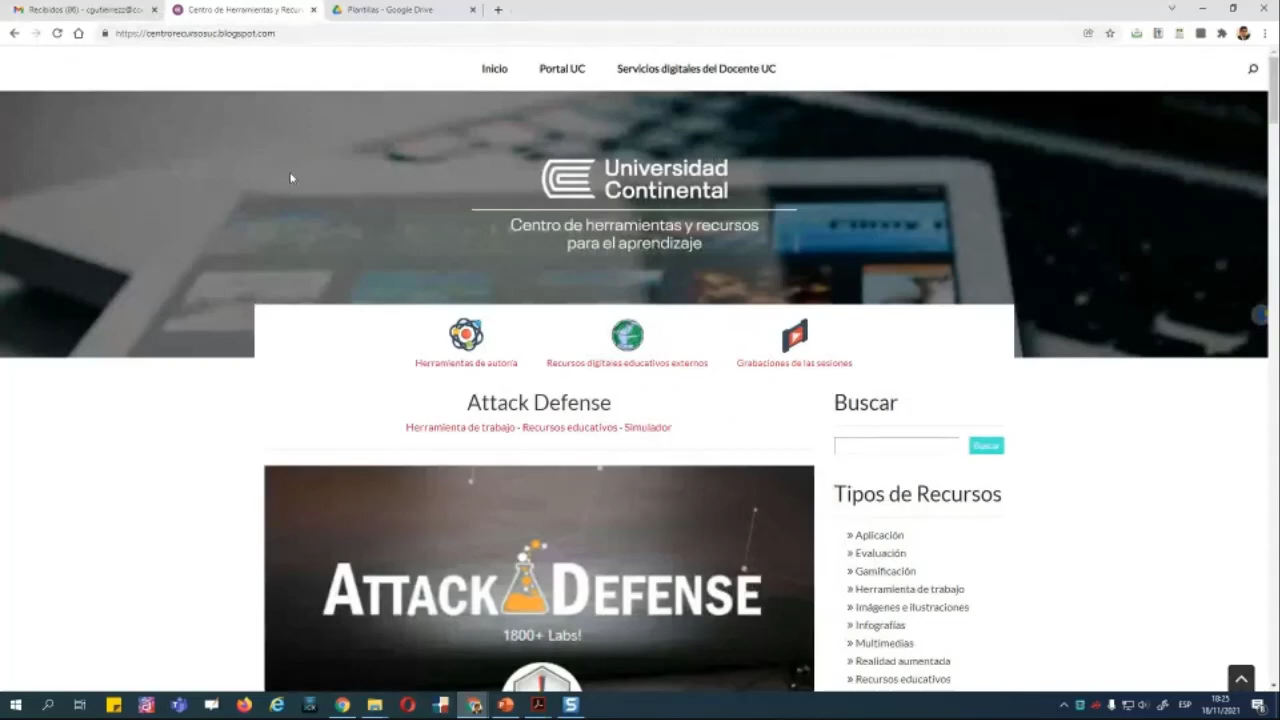 Recibidos (86) - cgutierrezz@co
Centro de Herramientas y Recur
Plantillas - Google Drive
https://centrorecursosuc.blogspot.com
Inicio
Portal UC
Servicios digitales del Docente UC
Universidad
Continental
Centro de herramientas y recursos
para el aprendizaje
Herramientas de autoría
Recursos digitales educativos externos
Grabaciones de las sesiones
Attack Defense
Herramienta de trabajo - Recursos educativos - Simulador
Buscar
Buscar
ATTACK DEFENSE
1800+ Labs!
Tipos de Recursos
» Aplicación
» Evaluación
» Gamificación
» Herramienta de trabajo
» Imágenes e ilustraciones
» Infografías
» Multimedias
» Realidad aumentada
» Recursos educativos
ESP
18:25
18/11/2021